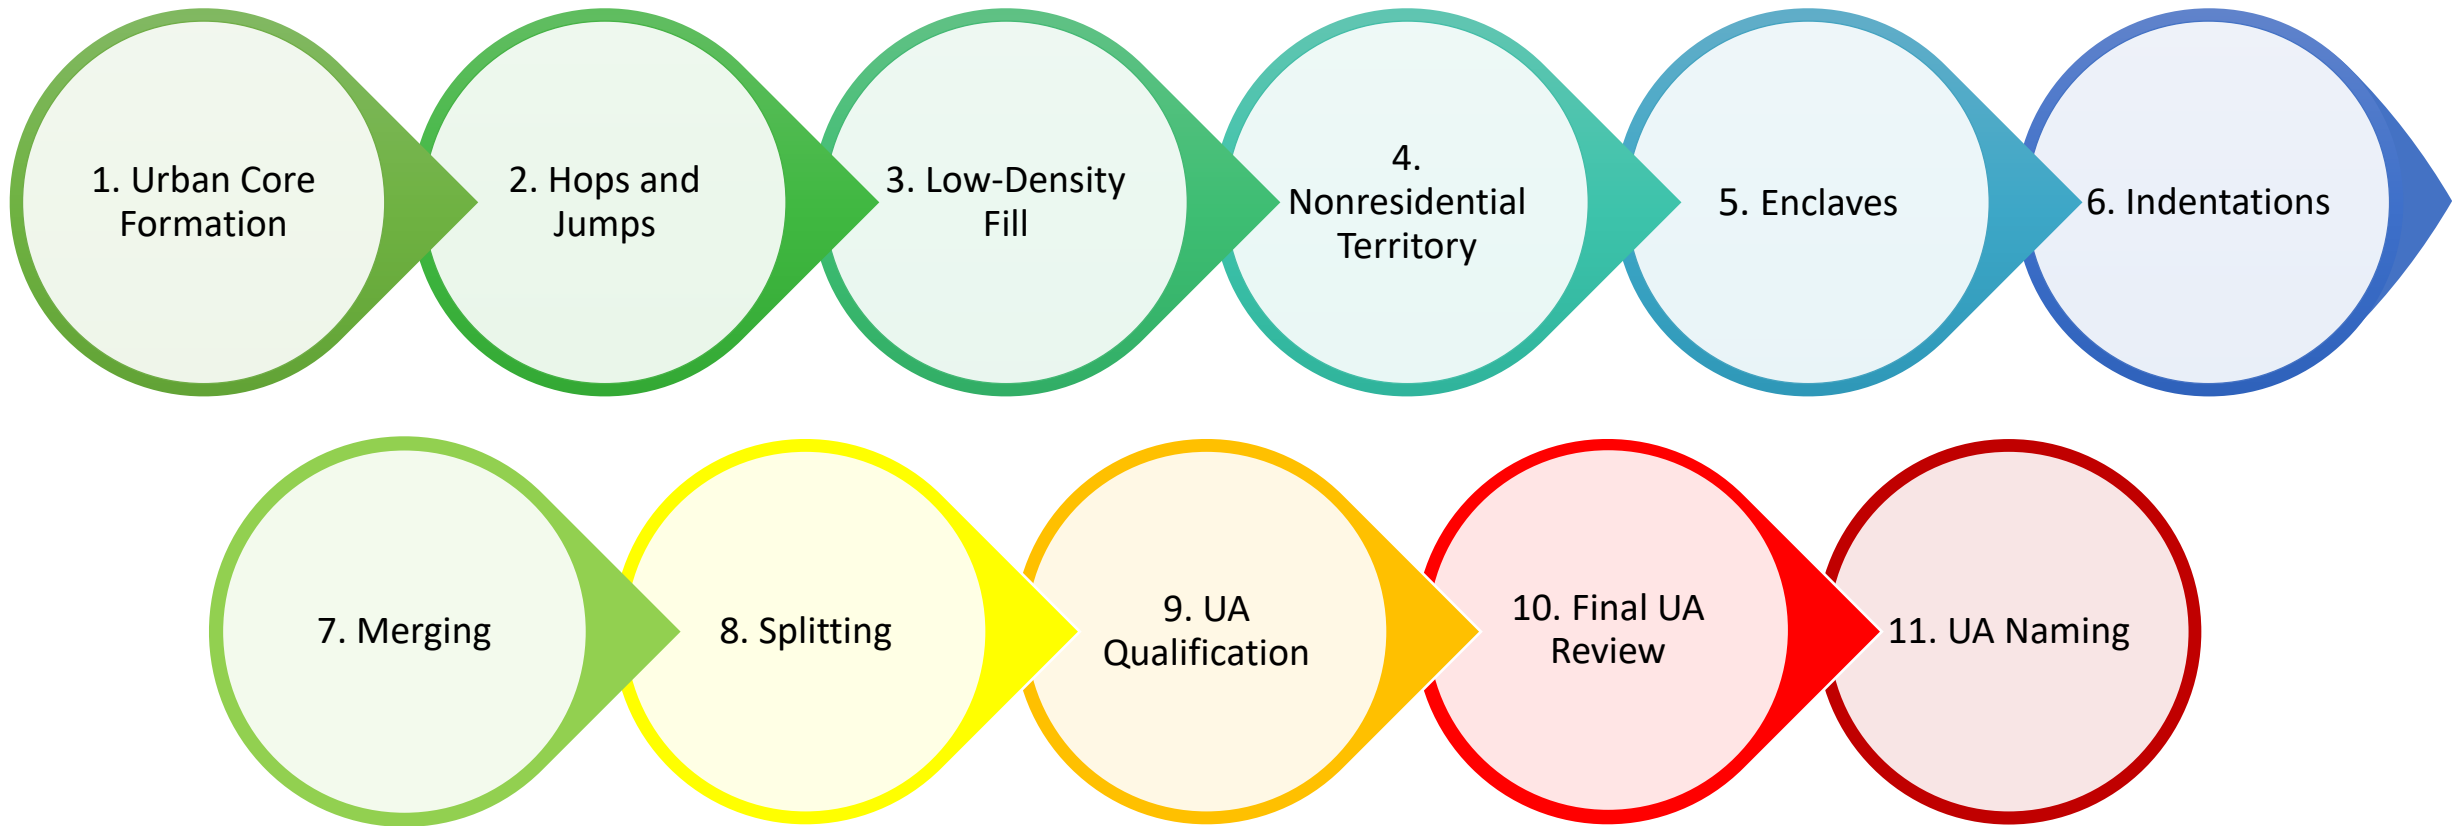 1. Urban Core
Formation
2. Hops and
Jumps
3. Low-Density
Fill
4.
Nonresidential
Territory
5. Enclaves
6. Indentations
7. Merging
8. Splitting
9. UA
Qualification
10. Final UA
Review
11. UA Naming